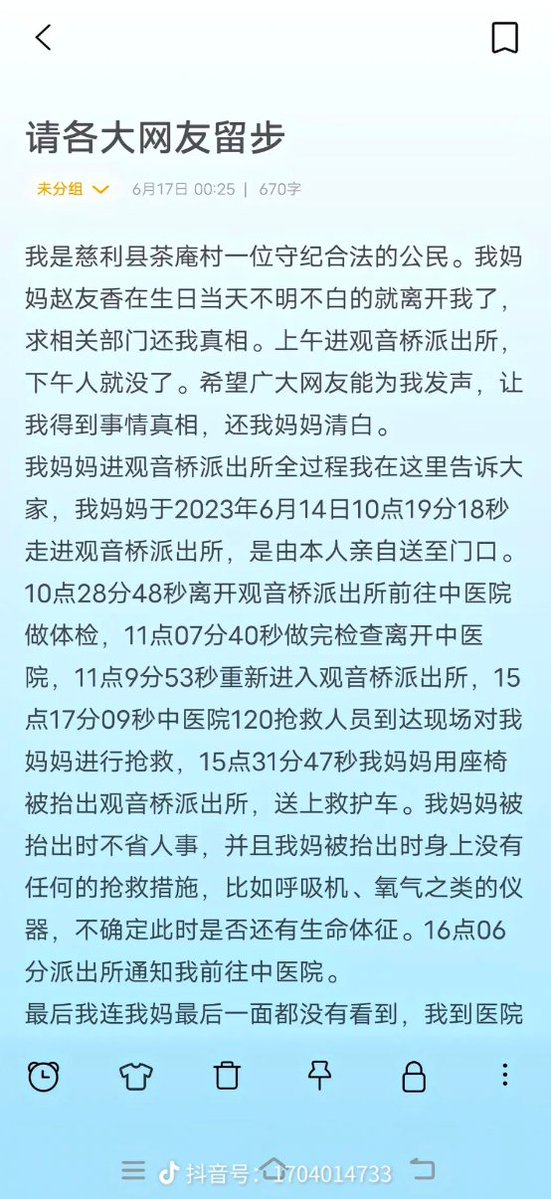 请各大网友留步
未分组 6月17日 00:25 | 670字
我是慈利县茶庵村一位守纪合法的公民。我妈
妈赵友香在生日当天不明不白的就离开我了，
求相关部门还我真相。上午进观音桥派出所，
下午人就没了。希望广大网友能为我发声，让
我得到事情真相，还我妈妈清白。
我妈妈进观音桥派出所全过程我在这里告诉大
家，我妈妈于2023年6月14日10点19分18秒
走进观音桥派出所，是由本人亲自送至门口。
10点28分48秒离开观音桥派出所前往中医院
做体检，11点07分40秒做完检查离开中医
院，11点9分53秒重新进入观音桥派出所，15
点17分09秒中医院120抢救人员到达现场对我
妈妈进行抢救，15点31分47秒我妈妈用座椅
被抬出观音桥派出所，送上救护车。我妈妈被
抬出时不省人事，并且我妈被抬出时身上没有
任何的抢救措施，比如呼吸机、氧气之类的仪
器，不确定此时是否还有生命体征。16点06
分派出所通知我前往中医院。
最后我连我妈最后一面都没有看到，我到医院
抖音号：1704014733